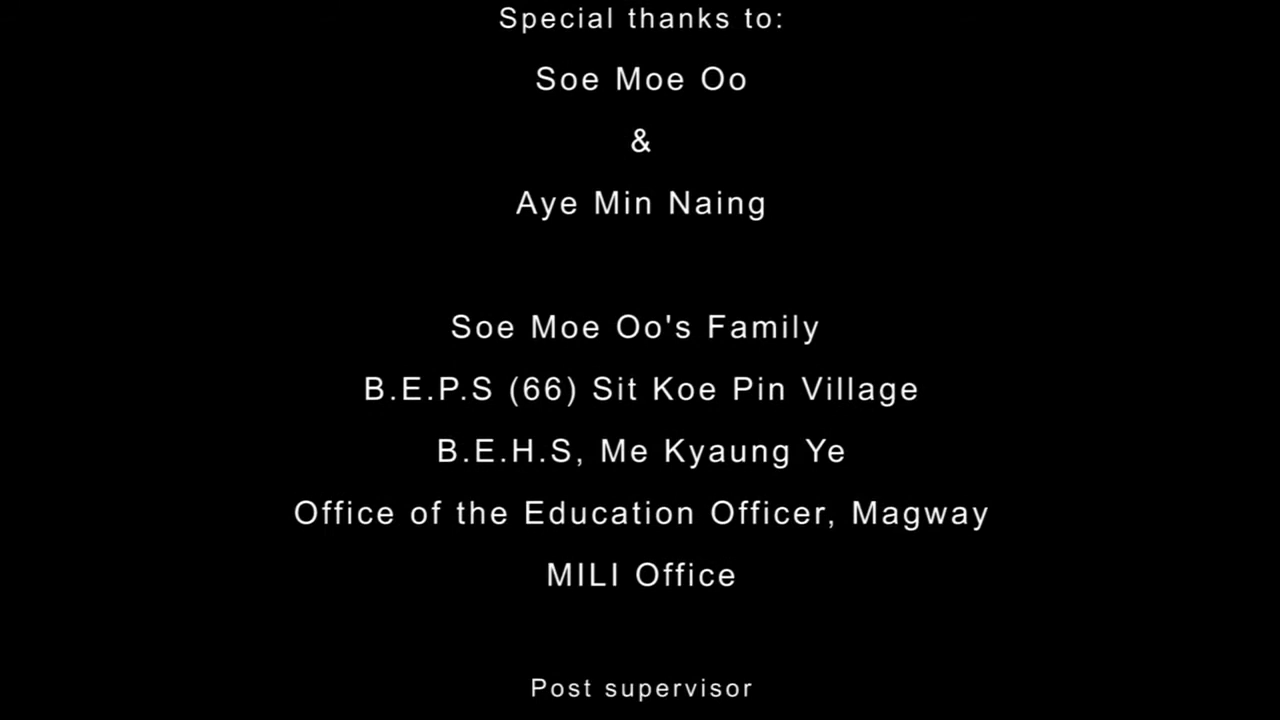 Special thanks to:
Soe Moe Oo
&
Aye Min Naing
Soe Moe Oo's Family
B.E.P.S (66) Sit Koe Pin Village
B.E.H.S, Me Kyaung Ye
Office of the Education Officer, Magway
MILI Office
Post supervisor